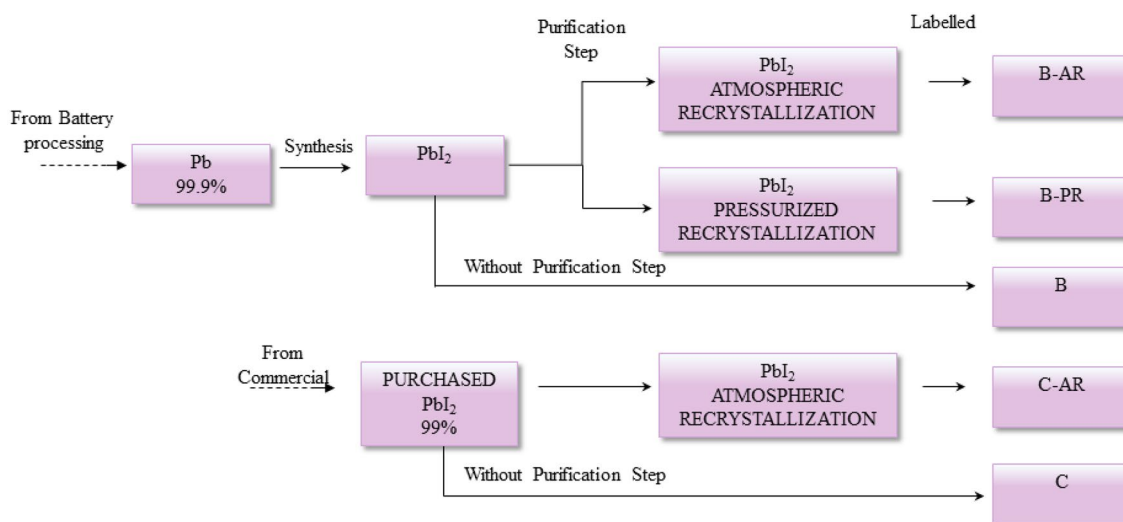 Purification
Step
Labelled
PbI₂
ATMOSPHERIC
RECRYSTALLIZATION
B-AR
From Battery
processing
Pb
99.9%
Synthesis
PbI₂
PbI₂
PRESSURIZED
RECRYSTALLIZATION
B-PR
Without Purification Step
B
From
Commercial
PURCHASED
PbI₂
99%
PbI₂
ATMOSPHERIC
RECRYSTALLIZATION
C-AR
Without Purification Step
C